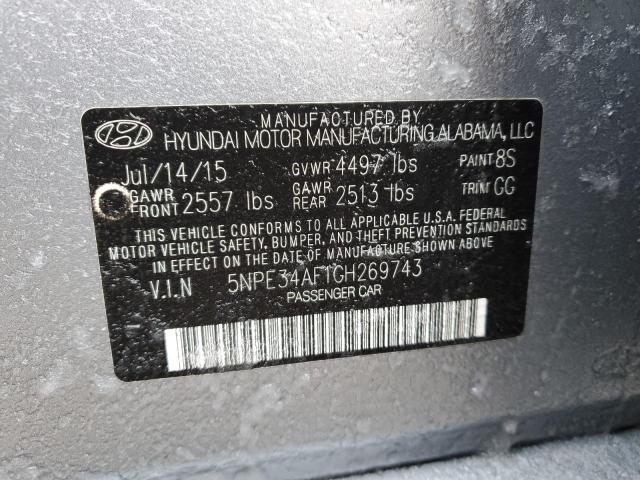 MANUFACTURED BY
HYUNDAI MOTOR MANUFACTURING ALABAMA, LLC
Jul/14/15 GVWR 4497 lbs PAINT 8S
GAWR FRONT 2557 lbs GAWR REAR 2513 lbs TRIM GG
THIS VEHICLE CONFORMS TO ALL APPLICABLE U.S.A. FEDERAL
MOTOR VEHICLE SAFETY, BUMPER, AND THEFT PREVENTION STANDARDS
IN EFFECT ON THE DATE OF MANUFACTURE SHOWN ABOVE.
V.I.N 5NPE34AF1GH269743
PASSENGER CAR